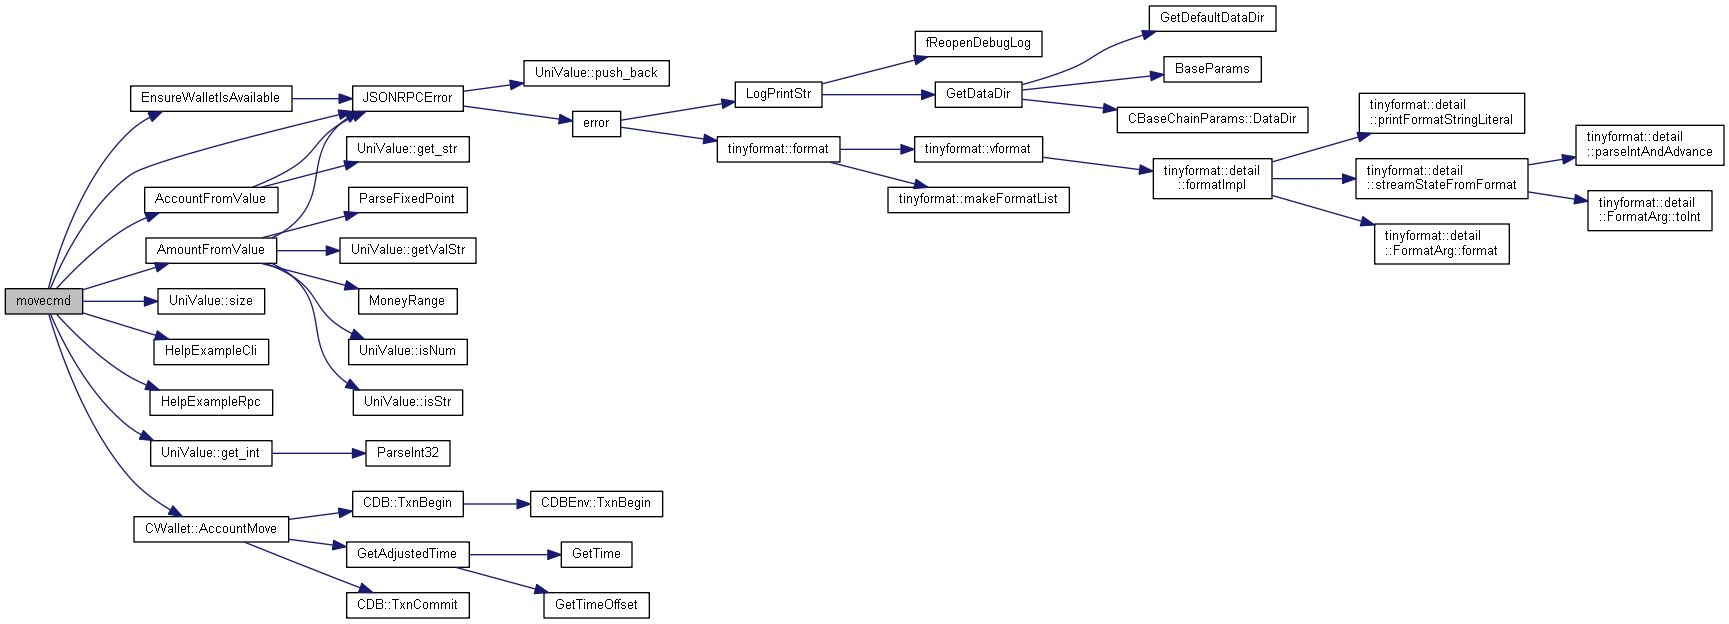 movecmd
EnsureWalletIsAvailable
AccountFromValue
AmountFromValue
UniValue::size
HelpExampleCli
HelpExampleRpc
UniValue::get_int
CWallet::AccountMove
JSONRPCError
UniValue::get_str
ParseFixedPoint
UniValue::getValStr
MoneyRange
UniValue::isNum
UniValue::isStr
ParseInt32
CDB::TxnBegin
GetAdjustedTime
CDB::TxnCommit
UniValue::push_back
error
CDBEnv::TxnBegin
GetTime
GetTimeOffset
LogPrintStr
tinyformat::format
fReopenDebugLog
GetDataDir
tinyformat::vformat
tinyformat::makeFormatList
GetDefaultDataDir
BaseParams
CBaseChainParams::DataDir
tinyformat::detail
::formatImpl
tinyformat::detail
::printFormatStringLiteral
tinyformat::detail
::streamStateFromFormat
tinyformat::detail
::FormatArg::format
tinyformat::detail
::parseIntAndAdvance
tinyformat::detail
::FormatArg::toInt